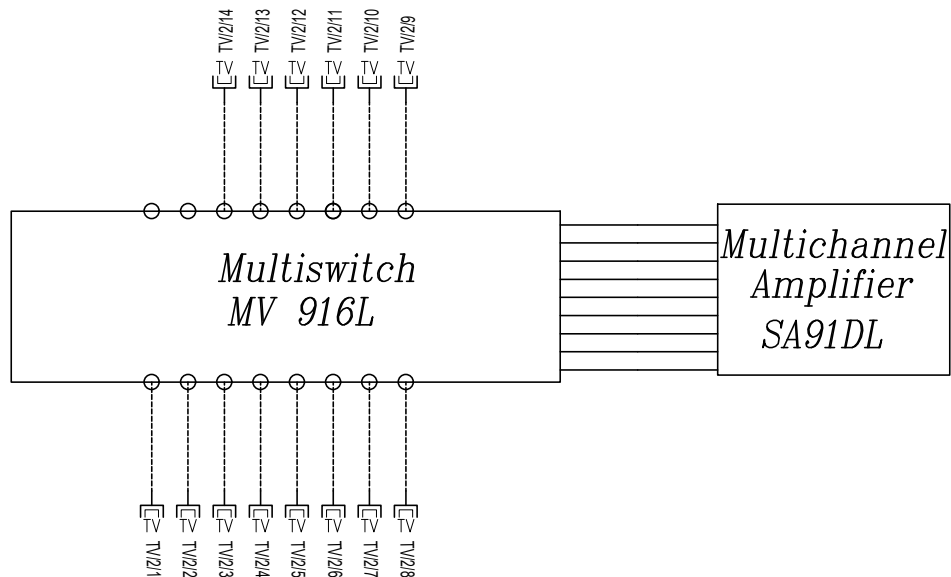 TV TV/2/14
TV TV/2/13
TV TV/2/12
TV TV/2/11
TV TV/2/10
TV TV/2/9
Multiswitch
MV 916L
Multichannel
Amplifier
SA91DL
TV TV/2/1
TV TV/2/2
TV TV/2/3
TV TV/2/4
TV TV/2/5
TV TV/2/6
TV TV/2/7
TV TV/2/8